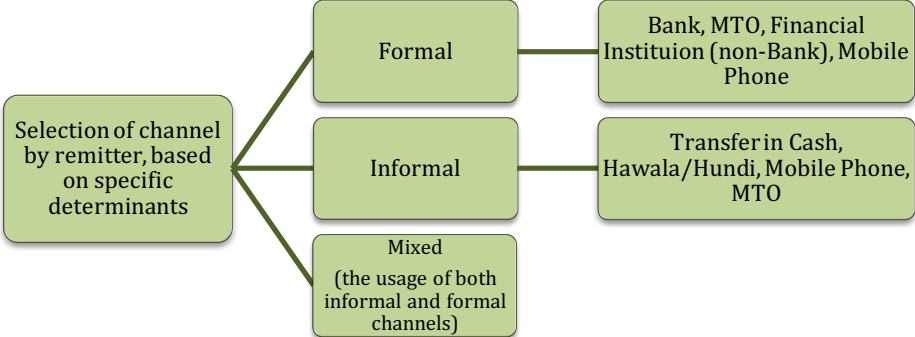 Selection of channel
by remitter, based
on specific
determinants
Formal
Bank, MTO, Financial
Instituion (non-Bank), Mobile
Phone
Informal
Transfer in Cash,
Hawala/Hundi, Mobile Phone,
MTO
Mixed
(the usage of both
informal and formal
channels)